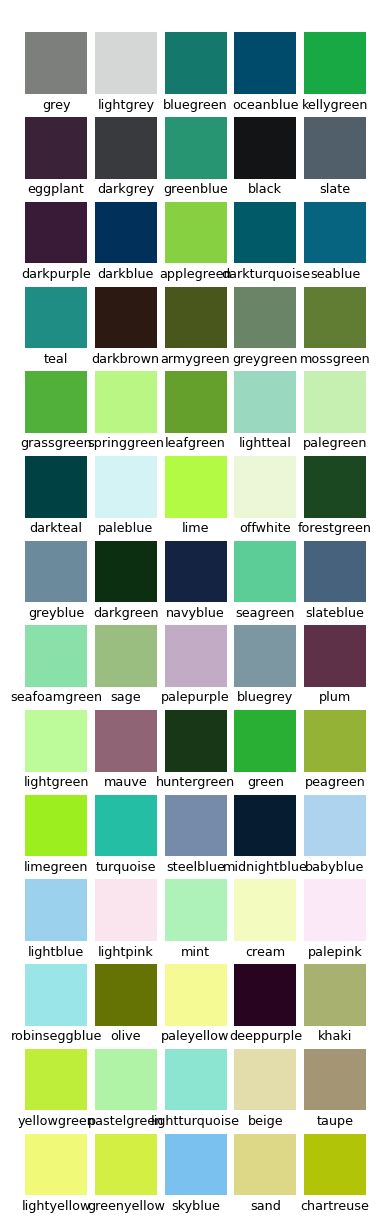 grey lightgrey bluegreen oceanblue kellygreen
eggplant darkgrey greenblue black slate
darkpurple darkblue applegreen darkturquoise seablue
teal darkbrown armygreen greygreen mossgreen
grassgreen springgreen leafgreen lightteal palegreen
darkteal paleblue lime offwhite forestgreen
greyblue darkgreen navyblue seagreen slateblue
seafoamgreen sage palepurple bluegrey plum
lightgreen mauve huntergreen green peagreen
limegreen turquoise steelblue midnightblue babyblue
lightblue lightpink mint cream palepink
robinseggblue olive paleyellow deeppurple khaki
yellowgreen pastelgreen lightturquoise beige taupe
lightyellow greenyellow skyblue sand chartreuse